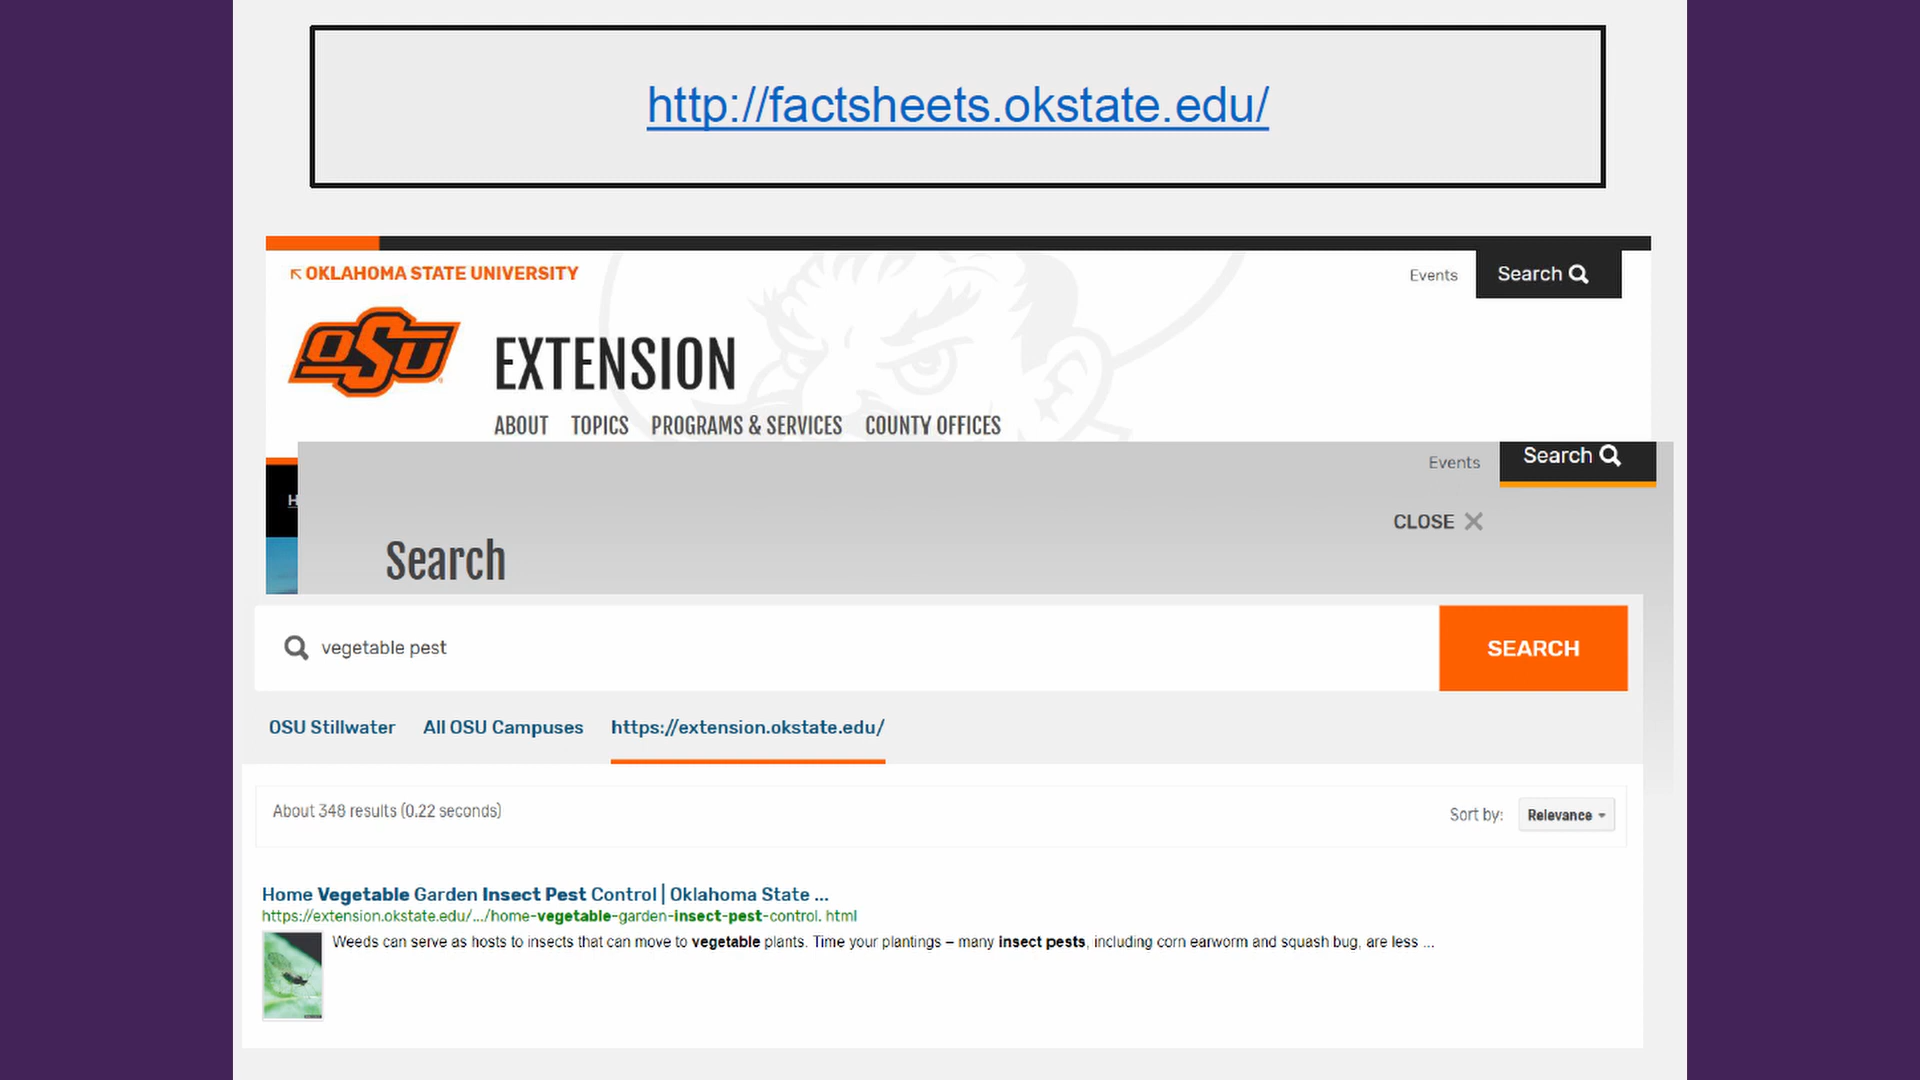 http://factsheets.okstate.edu/
OKLAHOMA STATE UNIVERSITY
Events
Search
OSU
EXTENSION
ABOUT TOPICS PROGRAMS & SERVICES COUNTY OFFICES
Events
Search
H
CLOSE
Search
vegetable pest
SEARCH
OSU Stillwater All OSU Campuses https://extension.okstate.edu/
About 348 results (0.22 seconds)
Sort by: Relevance
Home Vegetable Garden Insect Pest Control | Oklahoma State ...
https://extension.okstate.edu/.../home-vegetable-garden-insect-pest-control. html
Weeds can serve as hosts to insects that can move to vegetable plants. Time your plantings – many insect pests, including corn earworm and squash bug, are less ...